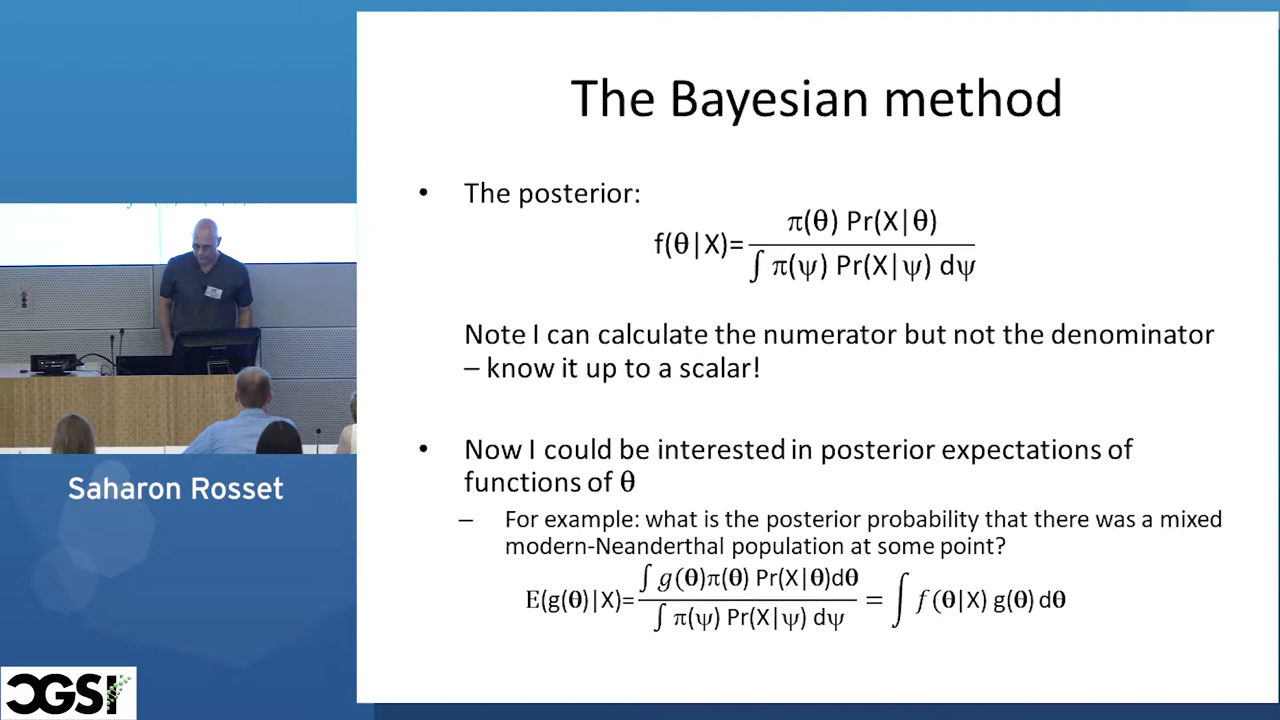 The Bayesian method
• The posterior:
f(θ|X)= π(θ) Pr(X|θ) / ∫ π(ψ) Pr(X|ψ) dψ
Note I can calculate the numerator but not the denominator
– know it up to a scalar!
• Now I could be interested in posterior expectations of
functions of θ
– For example: what is the posterior probability that there was a mixed
modern-Neanderthal population at some point?
E(g(θ)|X)= ∫ g(θ)π(θ) Pr(X|θ)dθ / ∫ π(ψ) Pr(X|ψ) dψ = ∫ f(θ|X) g(θ) dθ
Saharon Rosset
CGSI